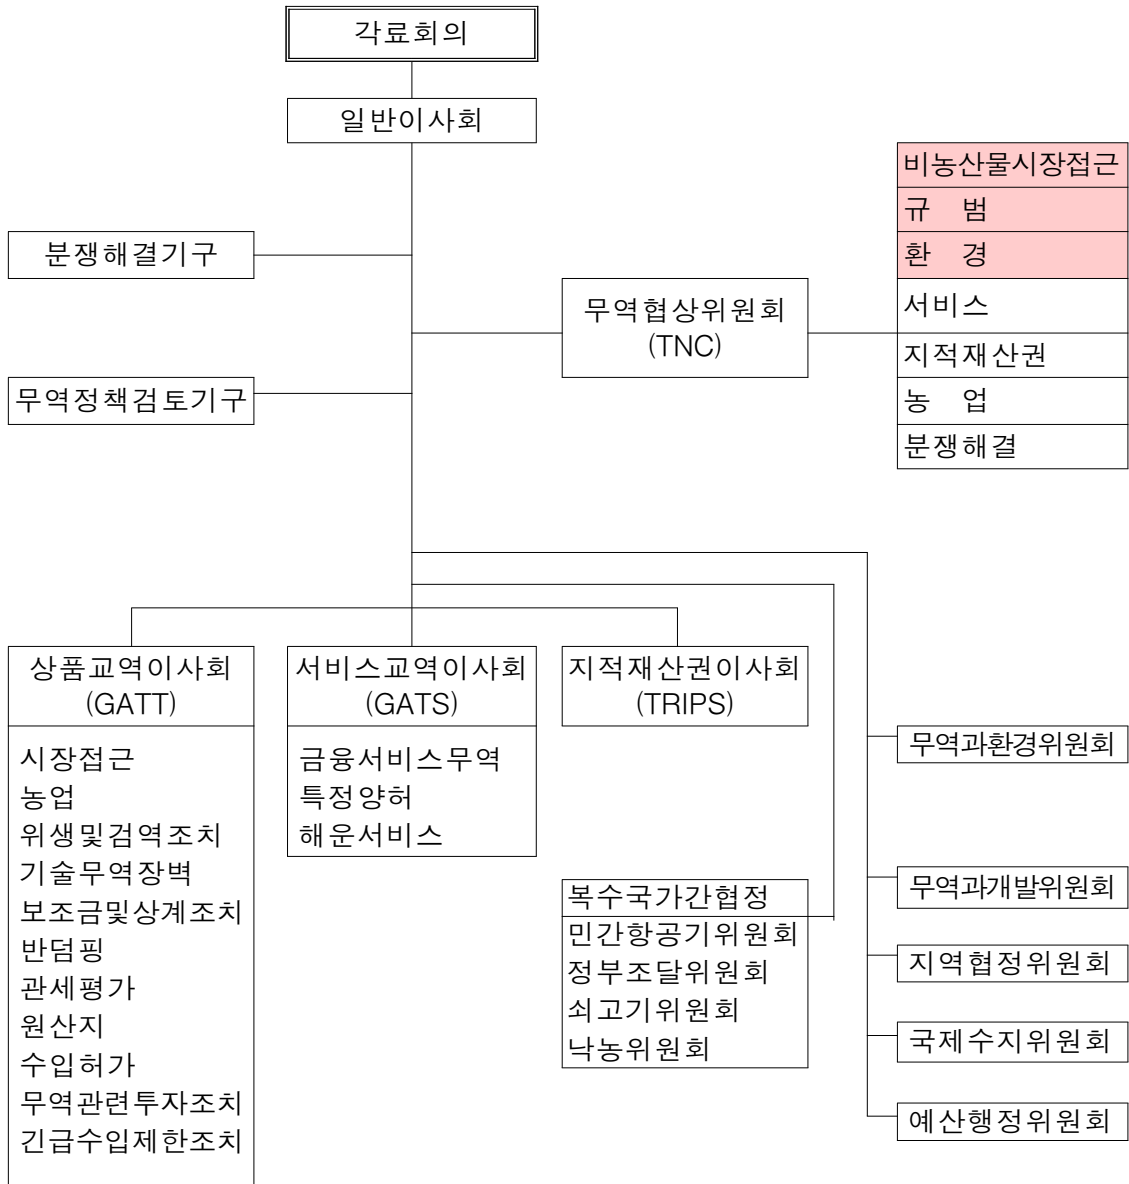 각료회의
일반이사회
비농산물시장접근
규 범
환 경
서비스
지적재산권
농 업
분쟁해결
분쟁해결기구
무역협상위원회
(TNC)
무역정책검토기구
상품교역이사회
(GATT)
시장접근
농업
위생및검역조치
기술무역장벽
보조금및상계조치
반덤핑
관세평가
원산지
수입허가
무역관련투자조치
긴급수입제한조치
서비스교역이사회
(GATS)
금융서비스무역
특정양허
해운서비스
지적재산권이사회
(TRIPS)
복수국가간협정
민간항공기위원회
정부조달위원회
쇠고기위원회
낙농위원회
무역과환경위원회
무역과개발위원회
지역협정위원회
국제수지위원회
예산행정위원회